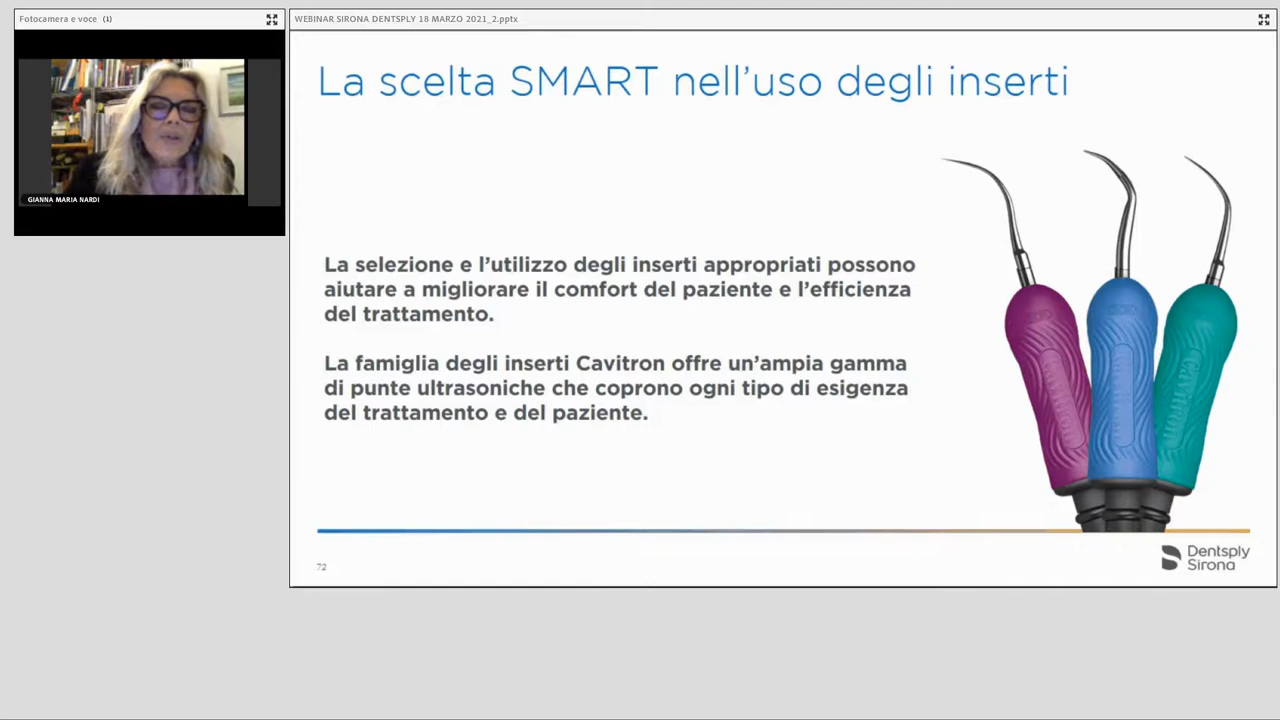 Fotocamera e voce (1)
WEBINAR SIRONA DENTSPLY 18 MARZO 2021_2.pptx
GIANNA MARIA NARDI
La scelta SMART nell’uso degli inserti
La selezione e l’utilizzo degli inserti appropriati possono
aiutare a migliorare il comfort del paziente e l’efficienza
del trattamento.
La famiglia degli inserti Cavitron offre un’ampia gamma
di punte ultrasoniche che coprono ogni tipo di esigenza
del trattamento e del paziente.
72
Dentsply
Sirona